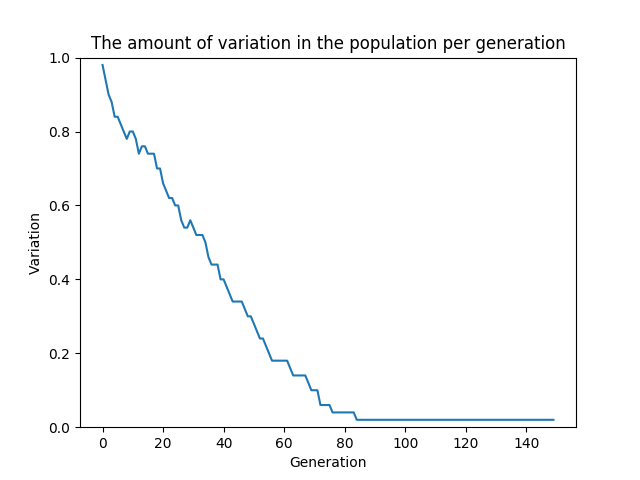 The amount of variation in the population per generation
1.0
0.8
0.6
0.4
0.2
0.0
Variation
0 20 40 60 80 100 120 140
Generation